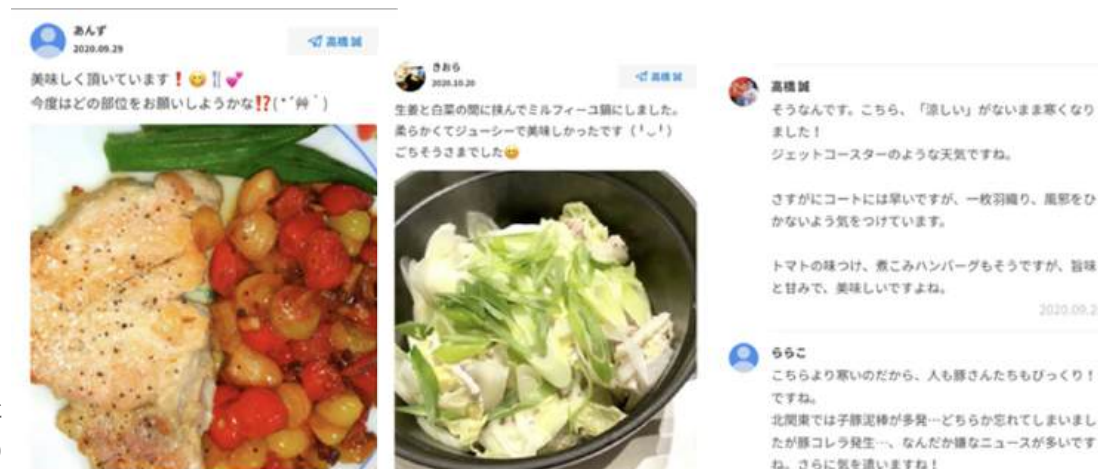 あんず
2020.09.29
高橋 誠
美味しく頂いています❗😋🍴💕
今度はどの部位をお願いしようかな⁉️(*´艸｀)
きおら
2020.10.20
高橋 誠
生姜と白菜の間に挟んでミルフィーユ鍋にしました。
柔らかくてジューシーで美味しかったです（╹◡╹）
ごちそうさまでした😋
高橋 誠
そうなんです。こちら、「涼しい」がないまま寒くなり
ました！
ジェットコースターのような天気ですね。
さすがにコートには早いですが、一枚羽織り、風邪をひ
かないよう気をつけています。
トマトの味つけ、煮こみハンバーグもそうですが、旨味
と甘みで、美味しいですよね。
2020.09.2
ららこ
こちらより寒いのだから、人も豚さんたちもびっくり！
ですね。
北関東では子豚泥棒が多発…どちらか忘れてしまいまし
たが豚コレラ発生…、なんだか嫌なニュースが多いです
ね。さらに気を遣いますね！